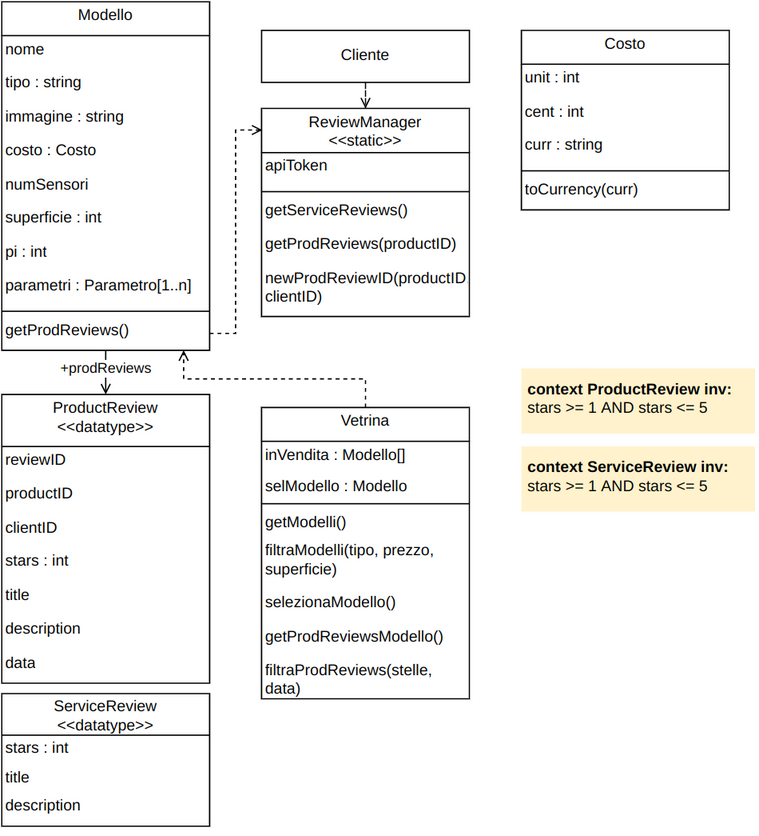 Modello
nome
tipo : string
immagine : string
costo : Costo
numSensori
superficie : int
pi : int
parametri : Parametro[1..n]
getProdReviews()
+prodReviews
ProductReview
<<datatype>>
reviewID
productID
clientID
stars : int
title
description
data
ServiceReview
<<datatype>>
stars : int
title
description
Cliente
ReviewManager
<<static>>
apiToken
getServiceReviews()
getProdReviews(productID)
newProdReviewID(productID
clientID)
Vetrina
inVendita : Modello[]
selModello : Modello
getModelli()
filtraModelli(tipo, prezzo,
superficie)
selezionaModello()
getProdReviewsModello()
filtraProdReviews(stelle,
data)
Costo
unit : int
cent : int
curr : string
toCurrency(curr)
context ProductReview inv:
stars >= 1 AND stars <= 5
context ServiceReview inv:
stars >= 1 AND stars <= 5